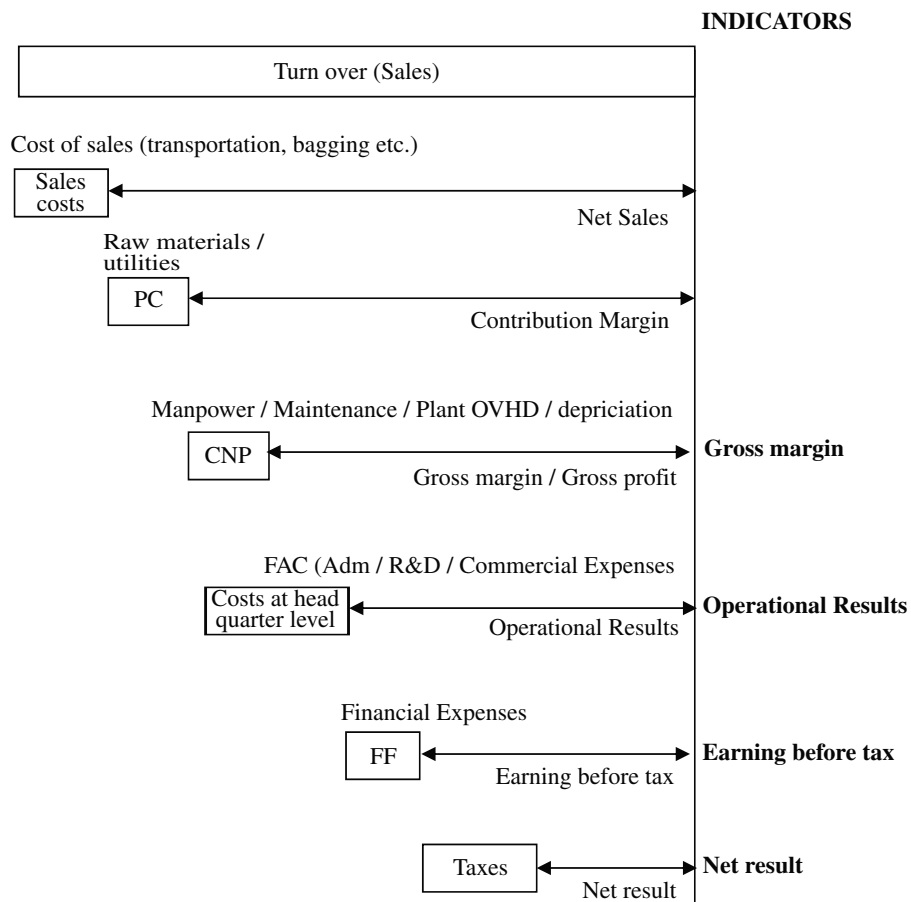 INDICATORS
Turn over (Sales)
Cost of sales (transportation, bagging etc.)
Sales
costs
Net Sales
Raw materials /
utilities
PC
Contribution Margin
Manpower / Maintenance / Plant OVHD / depriciation
CNP
Gross margin
Gross margin / Gross profit
FAC (Adm / R&D / Commercial Expenses
Costs at head
quarter level
Operational Results
Operational Results
Financial Expenses
FF
Earning before tax
Earning before tax
Taxes
Net result
Net result